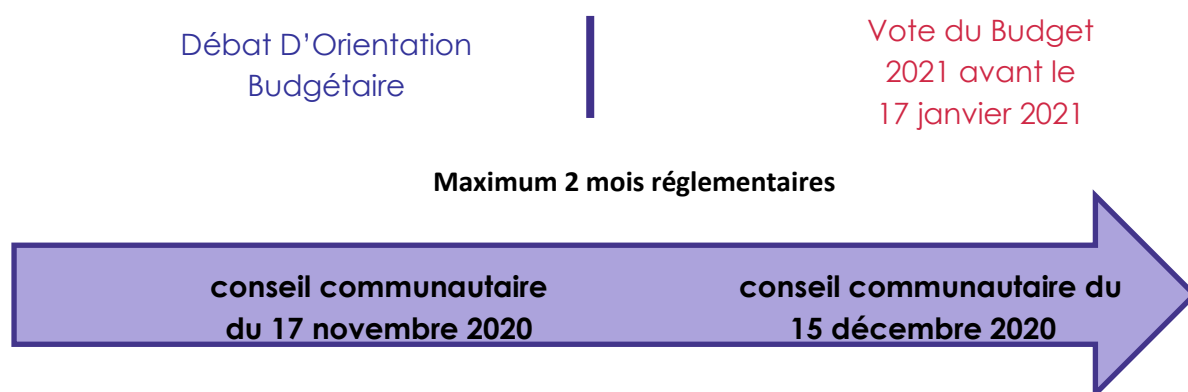 Débat D'Orientation
Budgétaire
Vote du Budget
2021 avant le
17 janvier 2021
Maximum 2 mois réglementaires
conseil communautaire
du 17 novembre 2020
conseil communautaire du
15 décembre 2020